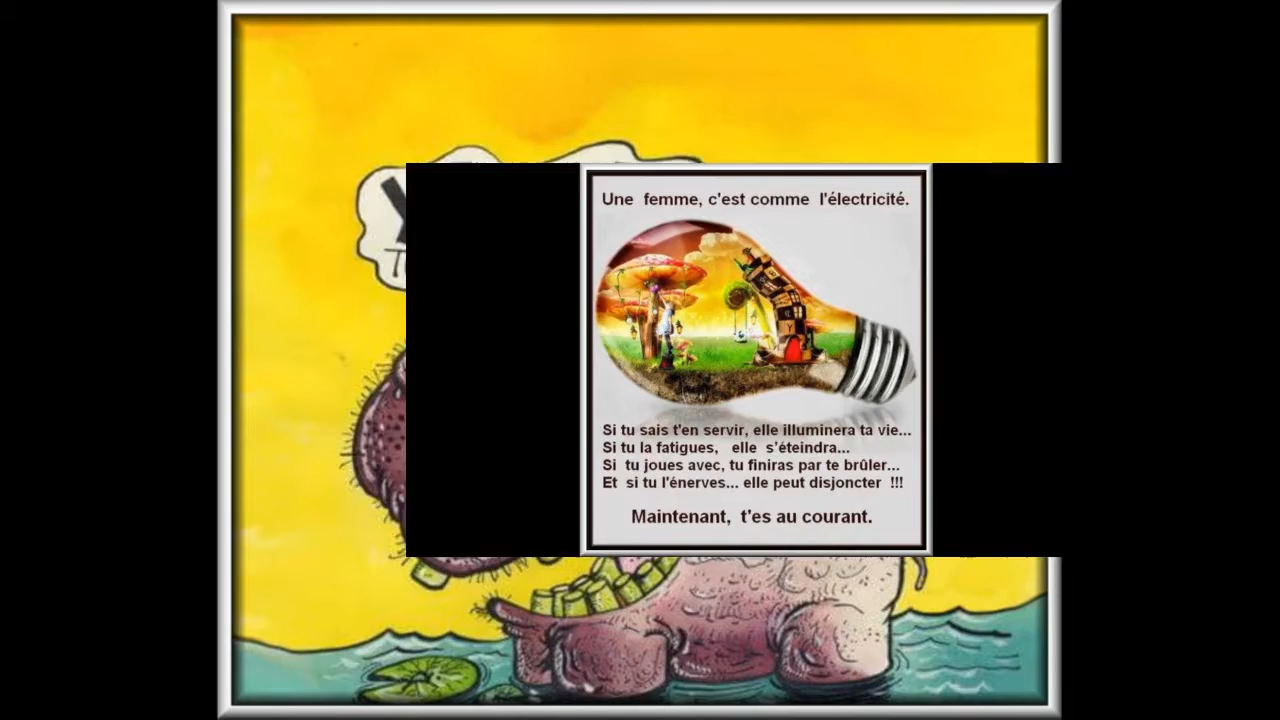 Une femme, c'est comme l'électricité.
Si tu sais t'en servir, elle illuminera ta vie...
Si tu la fatigues, elle s'éteindra...
Si tu joues avec, tu finiras par te brûler...
Et si tu l'énerves... elle peut disjoncter !!!
Maintenant, t'es au courant.